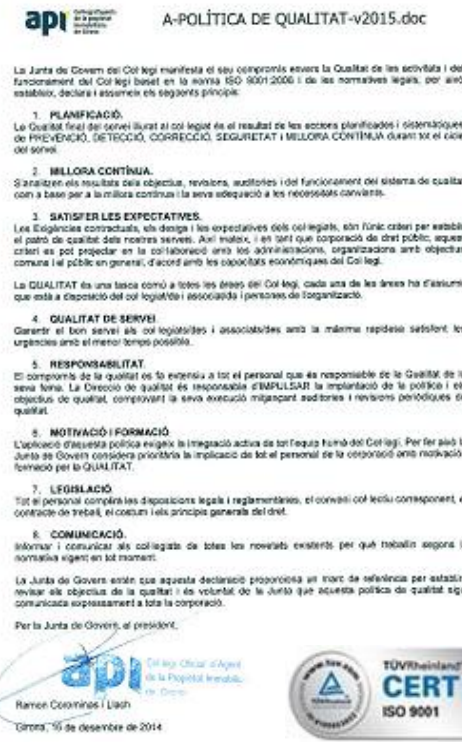 api
Col·legi d'Agents
de la propietat
immobiliària
de Girona
A-POLÍTICA DE QUALITAT-v2015.doc
La Junta de Govern del Col·legi manifesta el seu compromís envers la Qualitat de les activitats i del
funcionament del Col·legi basat en la norma ISO 9001:2008 i de les normatives legals, per això
estableix, declara i assumeix els següents principis:
1. PLANIFICACIÓ.
La Qualitat final del servei lliurat al col·legiat és el resultat de les accions planificades i sistemàtiques
de PREVENCIÓ, DETECCIÓ, CORRECCIÓ, SEGURETAT i MILLORA CONTÍNUA durant tot el cicle
del servei.
2. MILLORA CONTÍNUA.
S'analitzen els resultats dels objectius, revisions, auditories i del funcionament del sistema de qualitat
com a base per a la millora contínua i la seva adequació a les necessitats canviants.
3. SATISFER LES EXPECTATIVES.
Les Exigències contractuals, els desigs i les expectatives dels col·legiats, són l'únic criteri per establir
el patró de qualitat dels nostres serveis. Així mateix, i en tant que corporació de dret públic, aquest
criteri es pot projectar en la col·laboració amb les administracions, organitzacions amb objectius
comuns i el públic en general, d'acord amb les capacitats econòmiques del Col·legi.
La QUALITAT és una tasca comú a totes les àrees del Col·legi, cada una de les àrees ha d'assumir
que està a disposició del col·legiat/da i associat/da i persones de l'organització.
4. QUALITAT DE SERVEI
Garantir el bon servei als col·legiats/des i associats/des amb la màxima rapidesa satisfent les
urgències amb el menor temps possible.
5. RESPONSABILITAT.
El compromís de la qualitat es fa extensiu a tot el personal que és responsable de la Qualitat de la
seva feina. La Direcció de qualitat és responsable d'IMPULSAR la implantació de la política i els
objectius de qualitat, comprovant la seva execució mitjançant auditories i revisions periòdiques de
qualitat.
6. MOTIVACIÓ I FORMACIÓ
L'aplicació d'aquesta política exigeix la integració activa de tot l'equip humà del Col·legi. Per fer això la
Junta de Govern considera prioritària la implicació de tot el personal de la corporació amb motivació i
formació per la QUALITAT.
7. LEGISLACIÓ
Tot el personal complirà les disposicions legals i reglamentàries, el conveni col·lectiu corresponent, el
contracte de treball, el costum i els principis generals del dret.
8. COMUNICACIÓ.
Informar i comunicar als col·legiats de totes les novetats existents per què treballin segons la
normativa vigent en tot moment.
La Junta de Govern entén que aquesta declaració proporciona un marc de referència per establir i
revisar els objectius de la qualitat i és voluntat de la Junta que aquesta política de qualitat sigui
comunicada expressament a tota la corporació.
Per la Junta de Govern, el president,
api
Col·legi Oficial d'Agents
de la Propietat Immobiliària
de Girona
Ramon Corominas i Llach
Girona, 16 de desembre de 2014
TÜVRheinland
CERT
ISO 9001